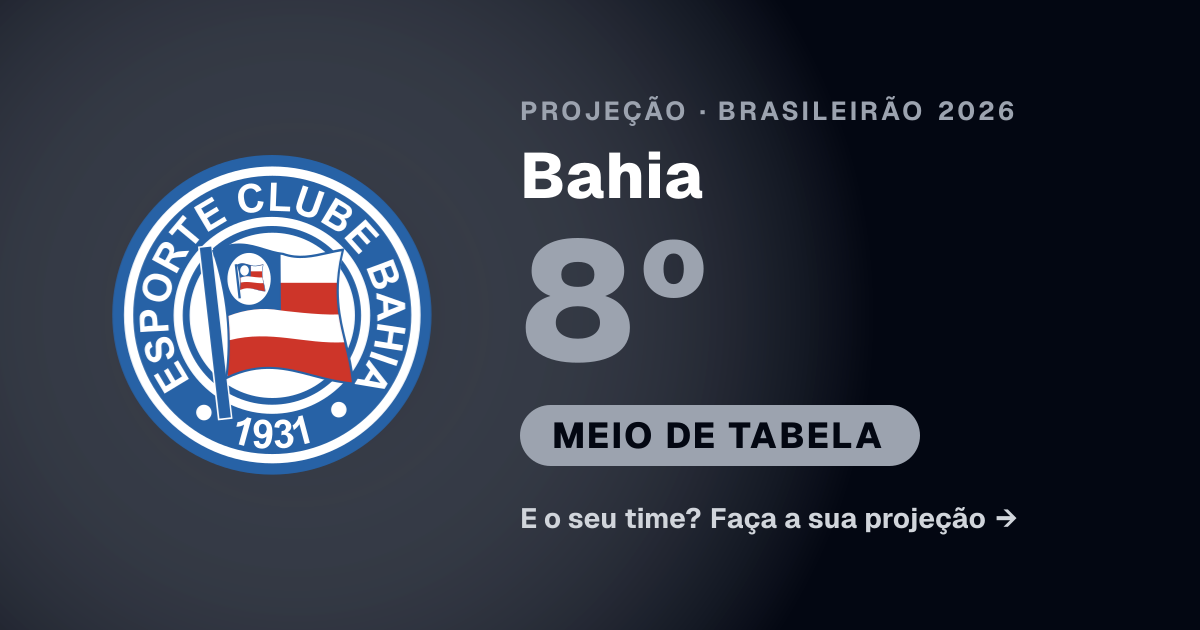 ESPORTE CLUBE BAHIA
1931
PROJEÇÃO · BRASILEIRÃO 2026
Bahia
8º
MEIO DE TABELA
E o seu time? Faça a sua projeção →